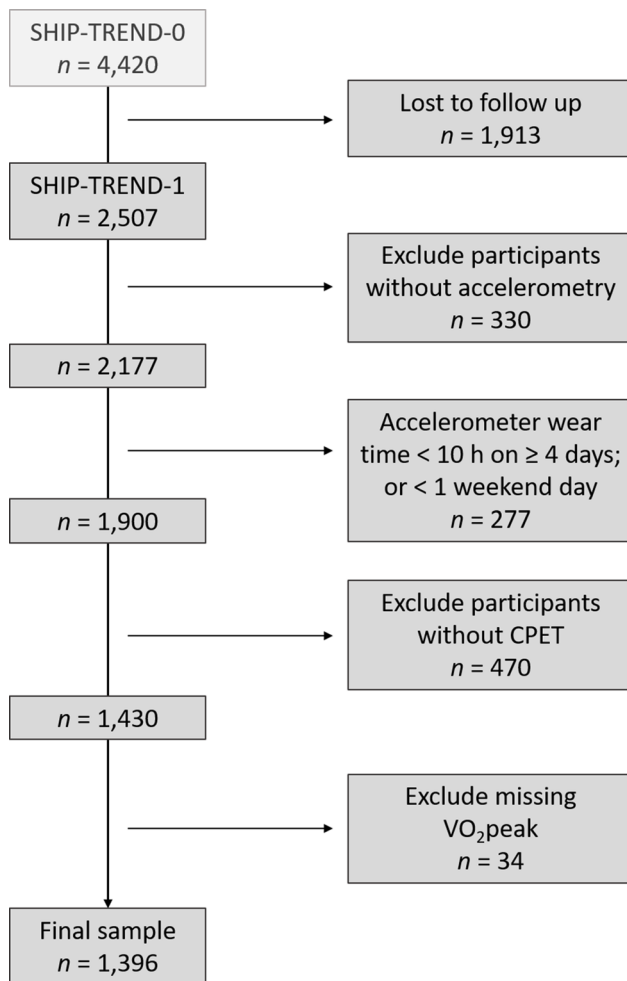 SHIP-TREND-0
n = 4,420
Lost to follow up
n = 1,913
SHIP-TREND-1
n = 2,507
Exclude participants
without accelerometry
n = 330
n = 2,177
Accelerometer wear
time < 10 h on ≥ 4 days;
or < 1 weekend day
n = 277
n = 1,900
Exclude participants
without CPET
n = 470
n = 1,430
Exclude missing
VO₂peak
n = 34
Final sample
n = 1,396